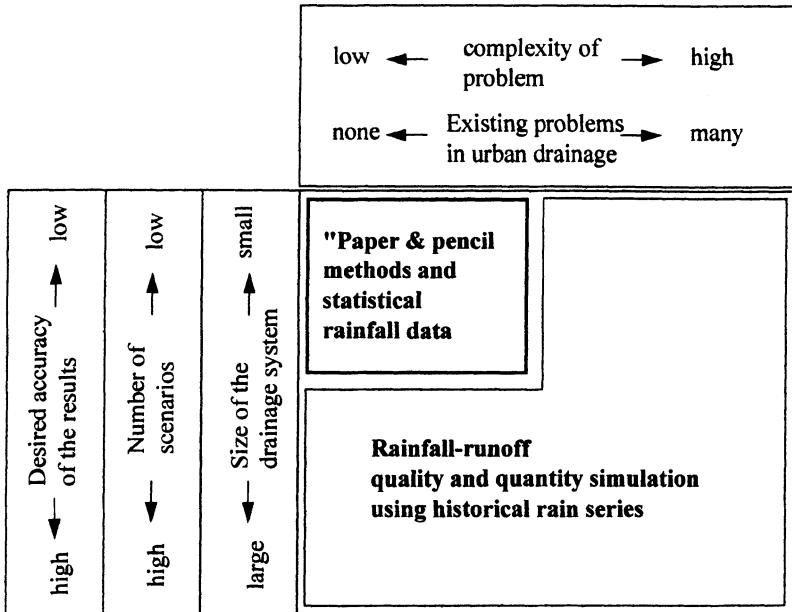 low ← complexity of → high
problem
none ← Existing problems → many
in urban drainage
low ← Desired accuracy → high
of the results
low ← Number of → high
scenarios
small ← Size of the → large
drainage system
"Paper & pencil
methods and
statistical
rainfall data
Rainfall-runoff
quality and quantity simulation
using historical rain series